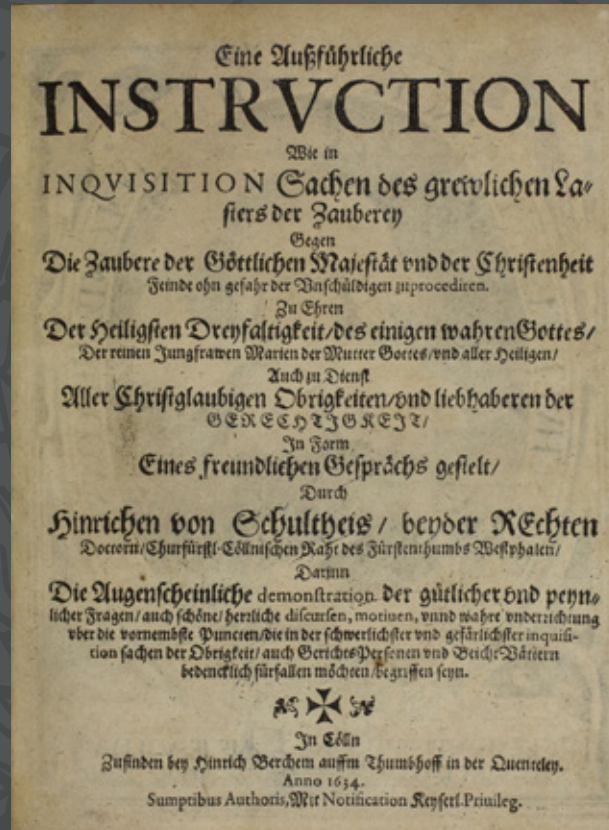 Eine Außführliche
INSTRVCTION
Wie in
INQVISITION Sachen des grewlichen La-
sters der Zauberey
Gegen
Die Zaubere der Göttlichen Majestät vnd der Christenheit
Feinde ohn gefahr der Vnschüldigen zuprocediren.
Zu Ehren
Der Heiligsten Dreyfaltigkeit/des einigen wahren Gottes/
Der reinen Jungfrawen Marien der Mutter Gottes/vnd aller Heiligen/
Auch zu Dienst
Aller Christglaubigen Obrigkeiten/vnd liebhaberen der
GERECHTIGKEIT/
In Form
Eines freundlichen Gesprächs gestelt/
Durch
Hinrichen von Schultheis / beyder REchten
Doctorn/Churfürstl-Cöllnischen Raht des Fürstenthumbs Westphalen/
Darinn
Die Augenscheinliche demonstration der gütlicher vnd peyn-
licher Fragen/auch schöne/herrliche discursen, motiuen, vnnd wahre vnderrichtung
vber die vornembste Puncten/die in der schwerlichster vnd gefärlichster inquisi-
tion sachen der Obrigkeit/auch Gerichts Personen vnd Beicht Vättern
bedencklich fürfallen möchten/begriffen seyn.
In Cölln
Zufinden bey Hinrich Berchem auffm Thumbhoff in der Quenteley.
Anno 1634.
Sumptibus Authoris, Mit Notification Keyserl. Priuileg.